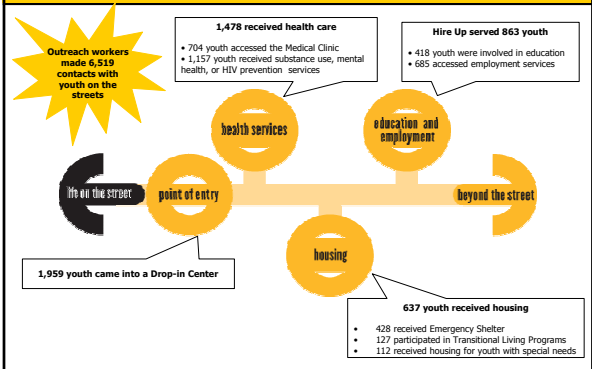 Outreach workers
made 6,519
contacts with
youth on the
streets
1,478 received health care
• 704 youth accessed the Medical Clinic
• 1,157 youth received substance use, mental
health, or HIV prevention services
Hire Up served 863 youth
• 418 youth were involved in education
• 685 accessed employment services
health services
education and
employment
life on the street
point of entry
beyond the street
housing
1,959 youth came into a Drop-in Center
637 youth received housing
• 428 received Emergency Shelter
• 127 participated in Transitional Living Programs
• 112 received housing for youth with special needs